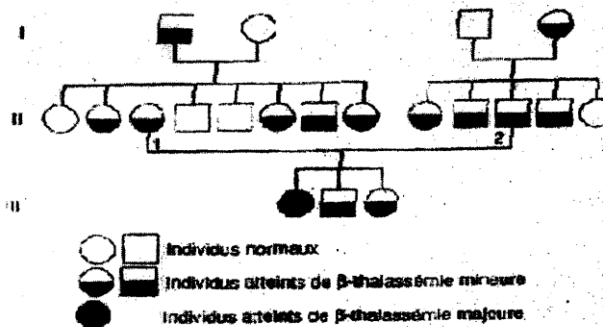 I
II
1
2
III
Individus normaux
Individus atteints de β-thalassémie mineure
Individus atteints de β-thalassémie majeure